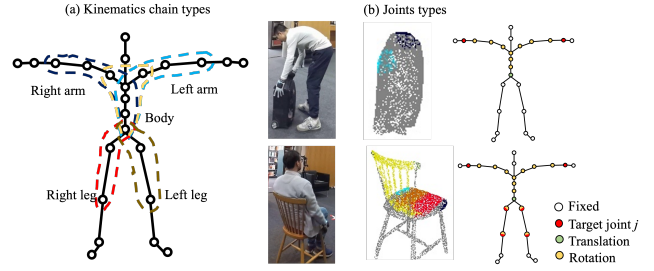 (a) Kinematics chain types
(b) Joints types
Right arm
Left arm
Body
Right leg
Left leg
Fixed
Target joint j
Translation
Rotation